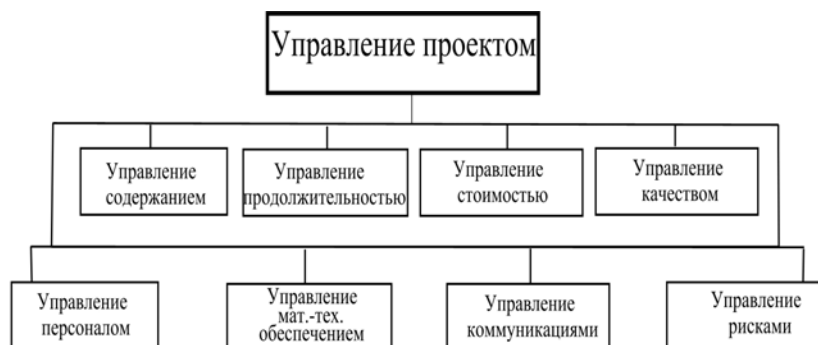 Управление проектом
Управление
содержанием
Управление
продолжительностью
Управление
стоимостью
Управление
качеством
Управление
персоналом
Управление
мат.-тех.
обеспечением
Управление
коммуникациями
Управление
рисками